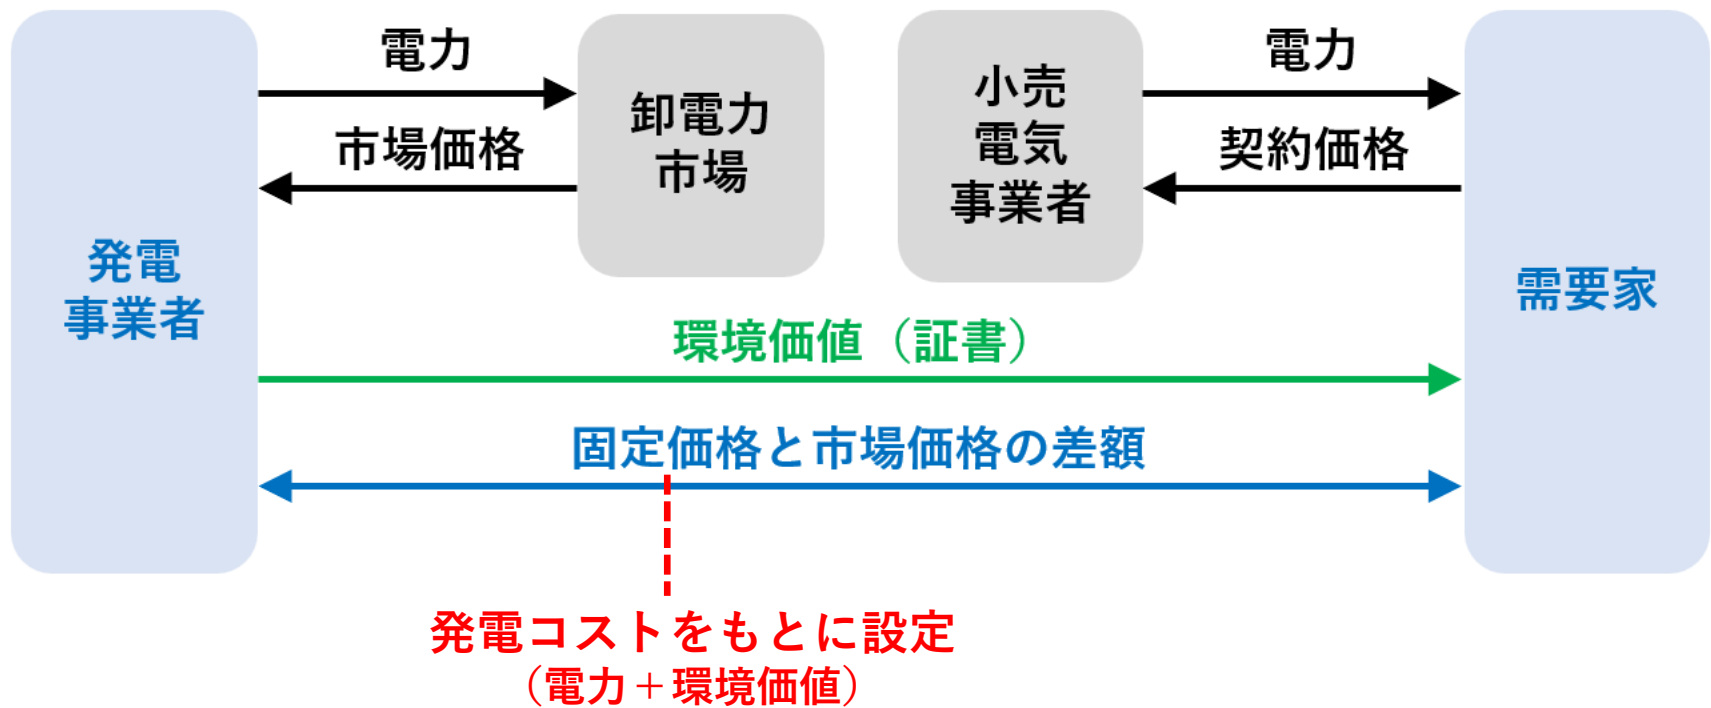 電力
市場価格
卸電力
市場
小売
電気
事業者
電力
契約価格
発電
事業者
需要家
環境価値（証書）
固定価格と市場価格の差額
発電コストをもとに設定
（電力＋環境価値）